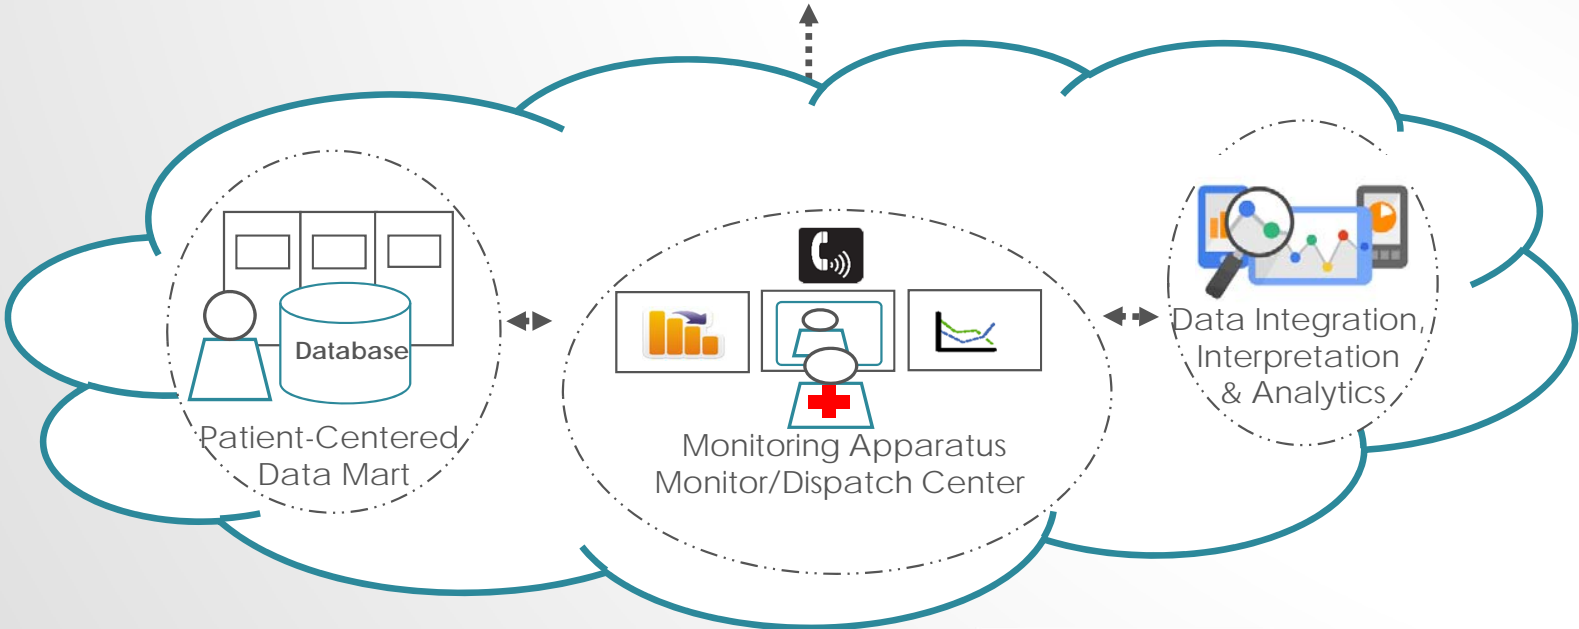 Database
Patient-Centered
Data Mart
Monitoring Apparatus
Monitor/Dispatch Center
Data Integration,
Interpretation
& Analytics